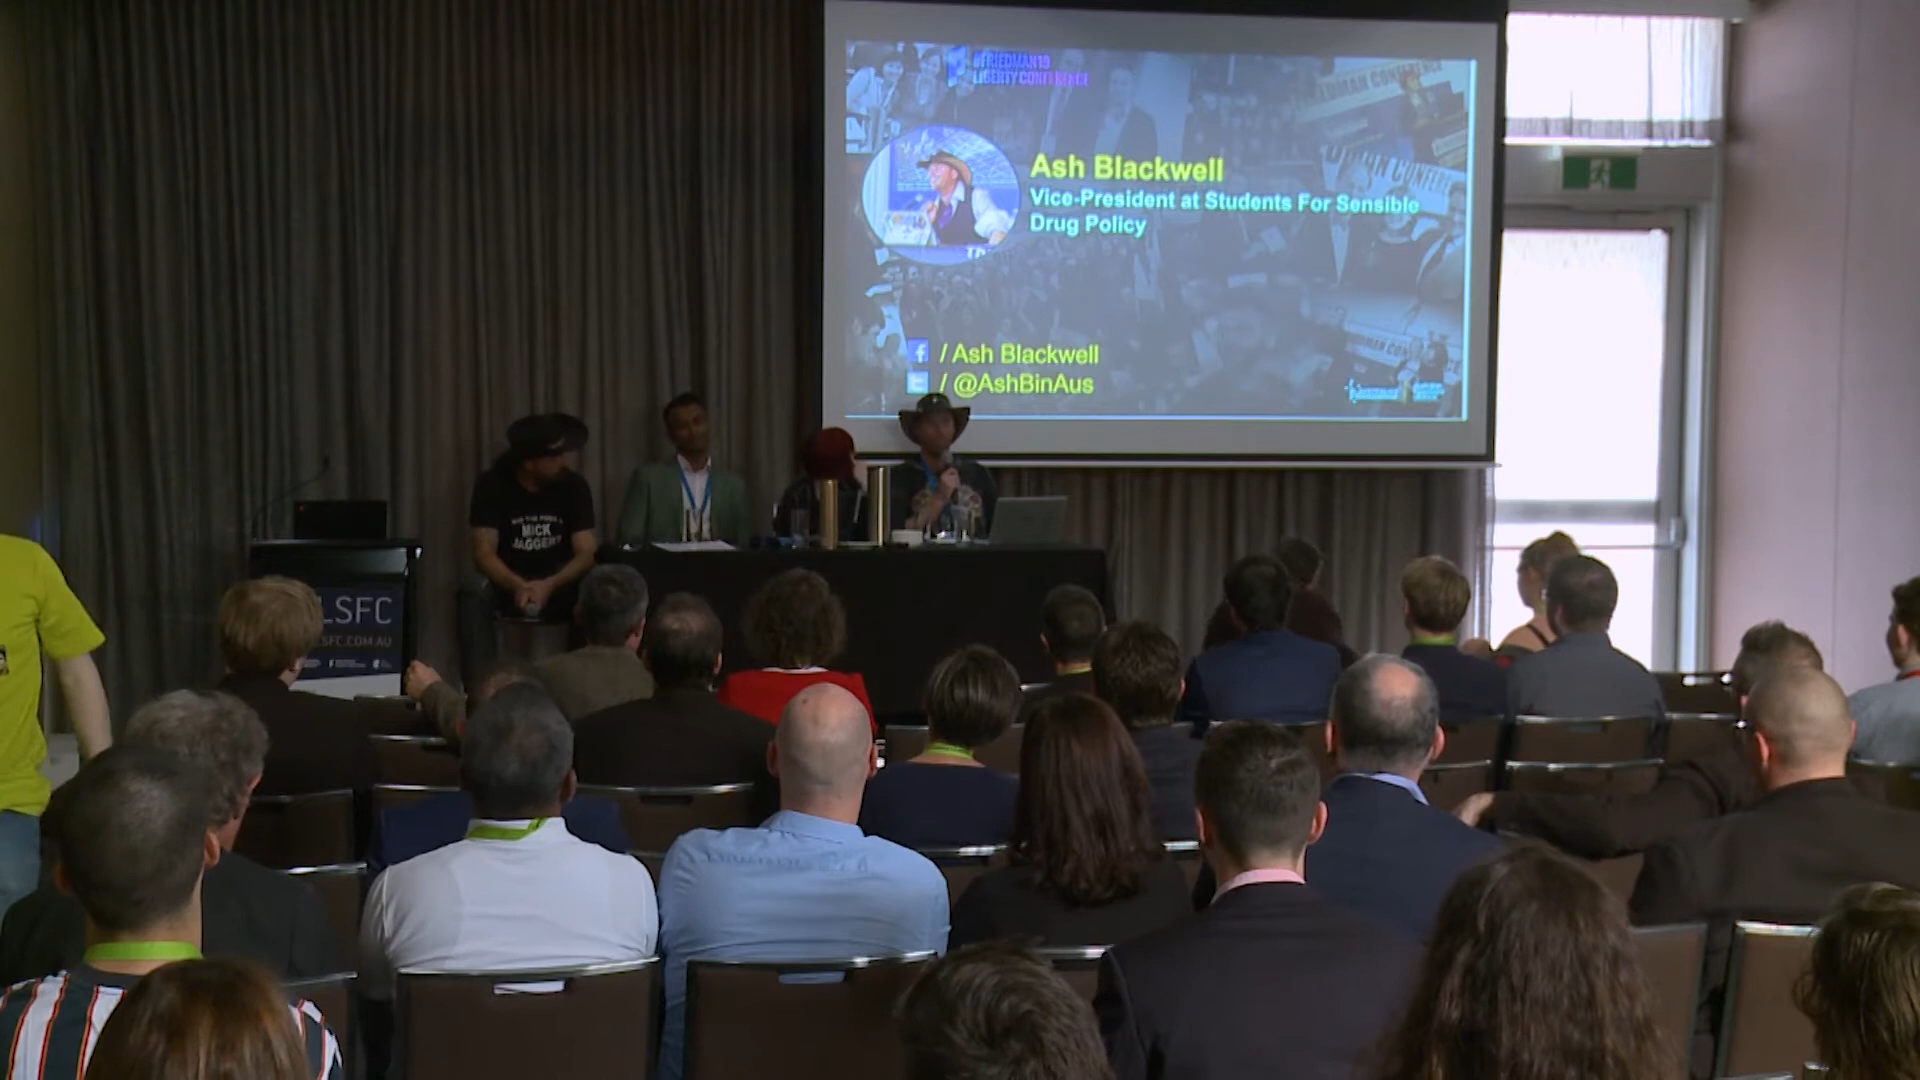 #FRIEDMAN19
LIBERTY CONFERENCE
Ash Blackwell
Vice-President at Students For Sensible
Drug Policy
/ Ash Blackwell
/ @AshBinAus
MICK
JAGGER
LSFC
LSFC.COM.AU